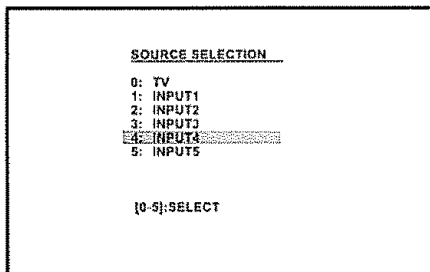 SOURCE SELECTION
0: TV
1: INPUT1
2: INPUT2
3: INPUT3
4: INPUT4
5: INPUT5
[0-5]:SELECT